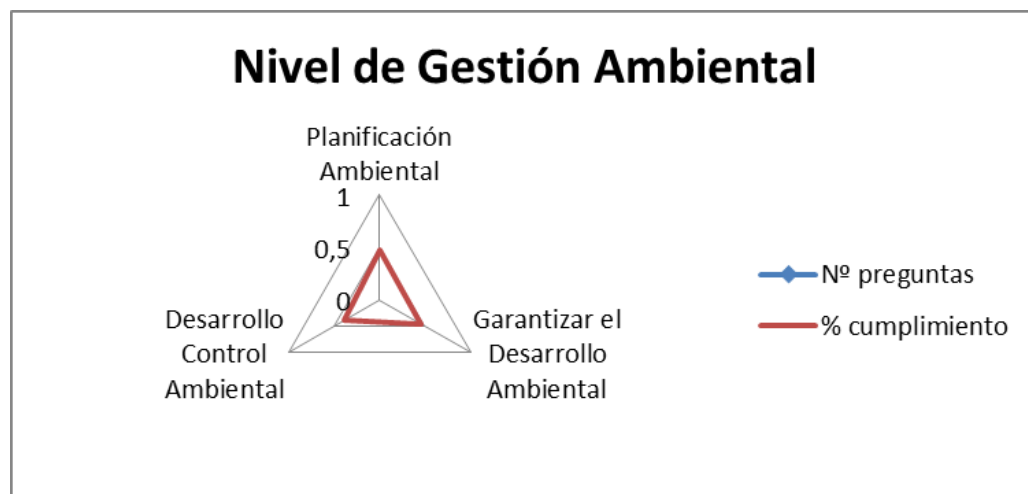 Nivel de Gestión Ambiental
Planificación
Ambiental
1
0,5
0
Desarrollo
Control
Ambiental
Garantizar el
Desarrollo
Ambiental
Nº preguntas
% cumplimiento